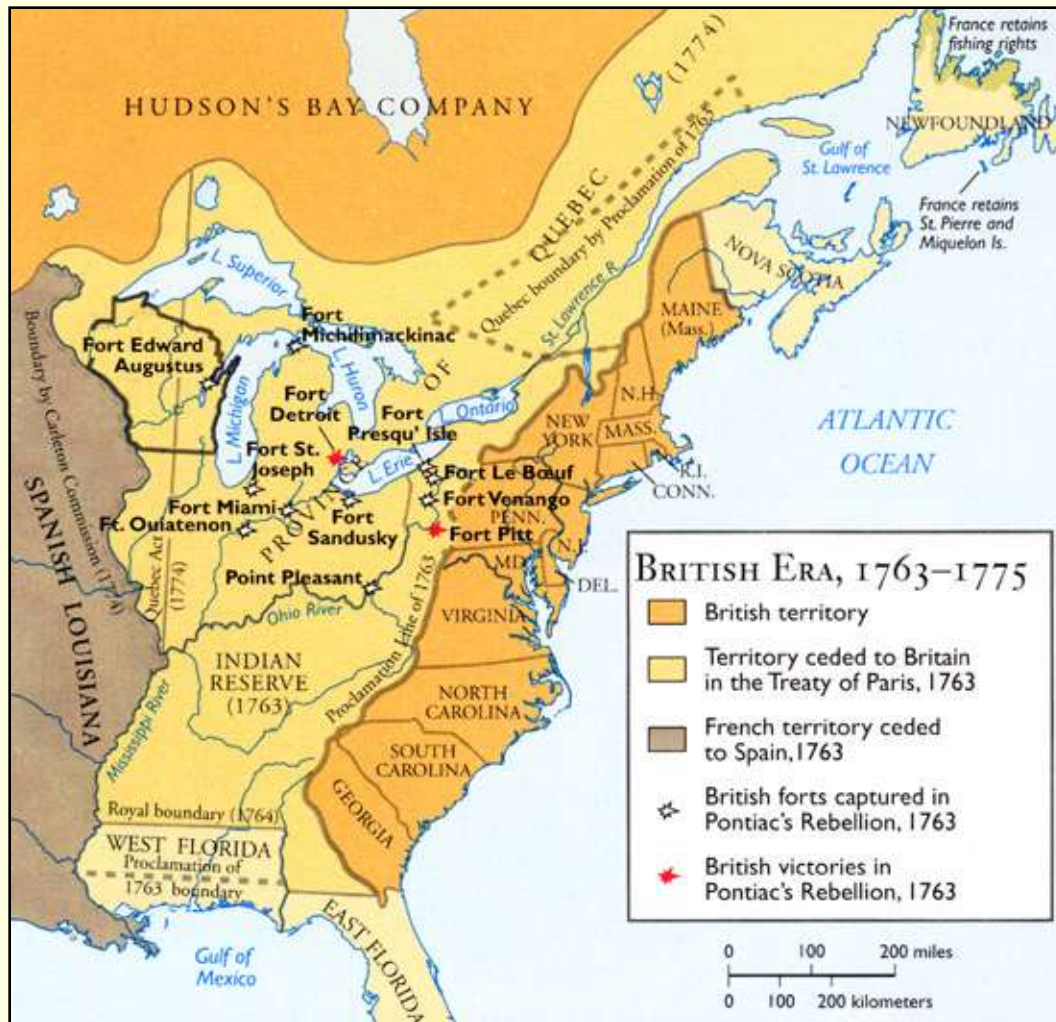 France retains
fishing rights
HUDSON'S BAY COMPANY
(1774)
NEWFOUNDLAND
Gulf of
St. Lawrence
France retains
St. Pierre and
Miquelon Is.
QUEBEC
Quebec boundary by Proclamation of 1763
NOVA SCOTIA
L. Superior
St. Lawrence R.
MAINE
(Mass.)
Fort
Michilimackinac
Fort Edward
Augustus
L. Huron
OF
Boundary by Carleton Commission (1774)
L. Michigan
Fort
Detroit
Fort
Presqu' Isle
L. Ontario
N.H.
NEW
YORK
MASS.
ATLANTIC
OCEAN
Fort St.
Joseph
L. Erie
Fort Le Bœuf
R.I.
CONN.
PROVINCE
Fort Miami
Fort Venango
PENN.
Ft. Ouiatenon
Fort
Sandusky
Fort Pitt
N.J.
SPANISH LOUISIANA
Quebec Act
(1774)
Point Pleasant
MD.
DEL.
Ohio River
VIRGINIA
Proclamation Line of 1763
INDIAN
RESERVE
(1763)
NORTH
CAROLINA
Mississippi River
SOUTH
CAROLINA
GEORGIA
Royal boundary (1764)
WEST FLORIDA
Proclamation of
1763 boundary
EAST FLORIDA
Gulf of
Mexico
BRITISH ERA, 1763–1775
British territory
Territory ceded to Britain
in the Treaty of Paris, 1763
French territory ceded
to Spain,1763
British forts captured in
Pontiac's Rebellion, 1763
British victories in
Pontiac's Rebellion, 1763
0 100 200 miles
0 100 200 kilometers